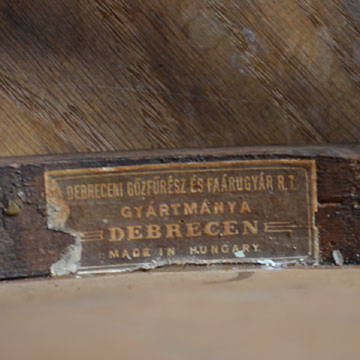 DEBRECENI GŐZFŰRÉSZ ÉS FAÁRUGYÁR R.T.
GYÁRTMÁNYA
DEBRECEN
MADE IN HUNGARY